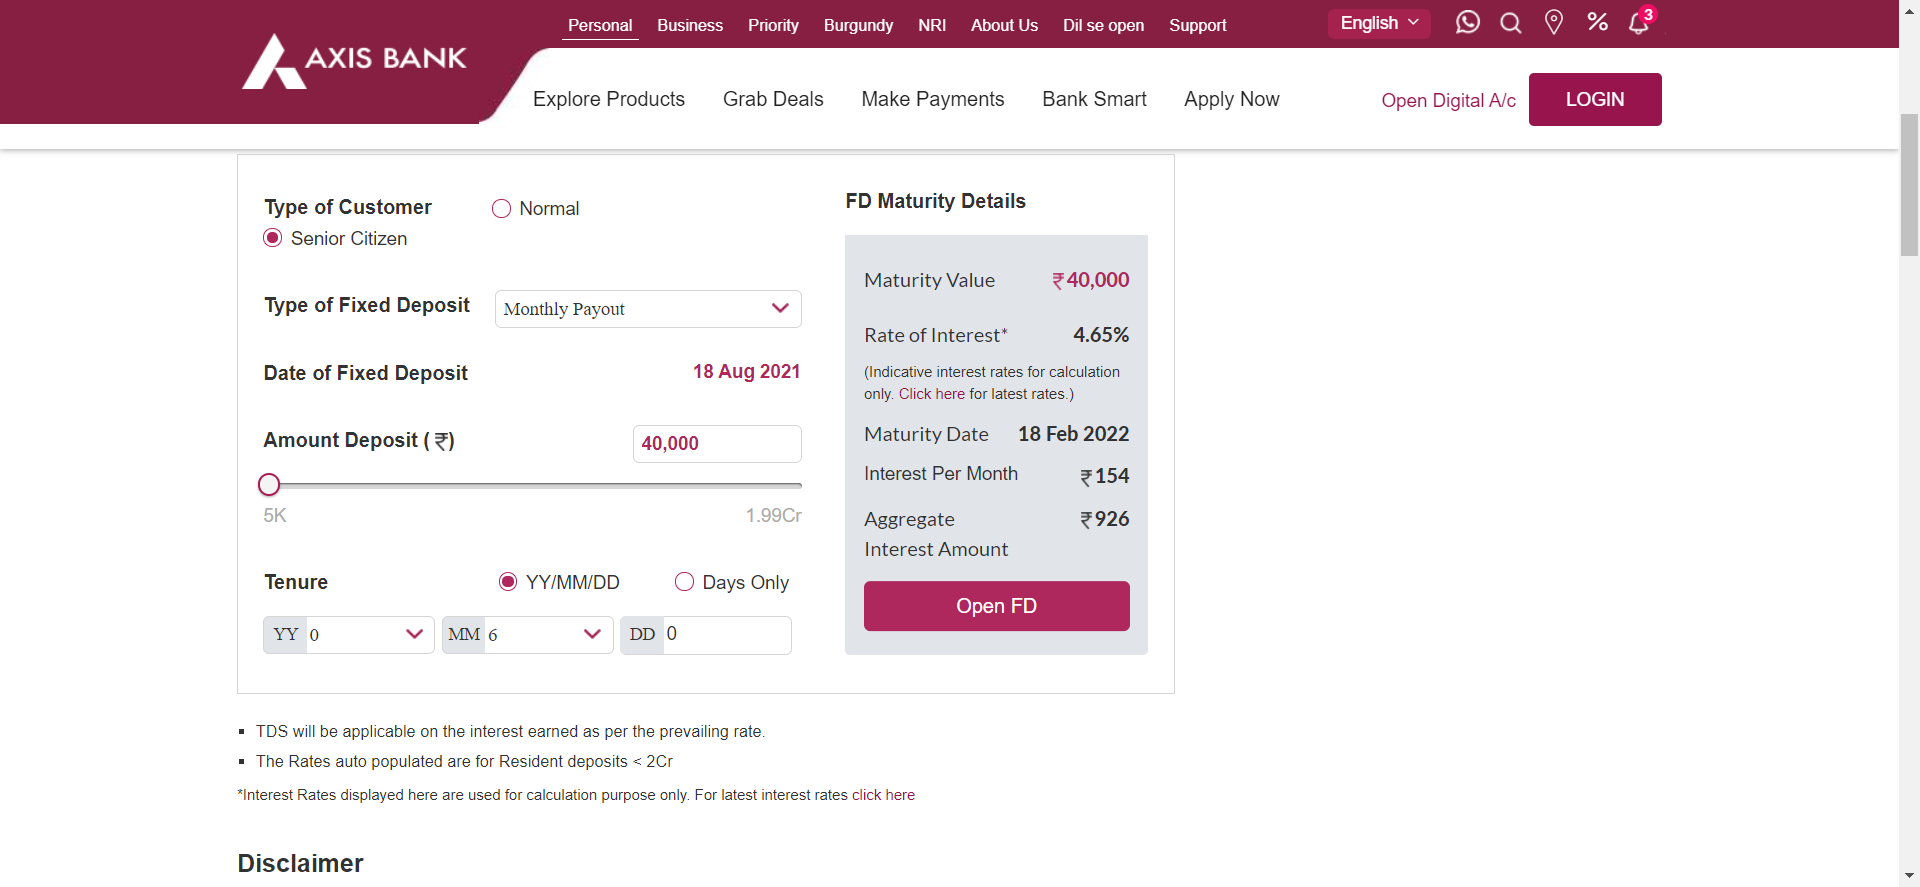 Personal Business Priority Burgundy NRI About Us Dil se open Support English 3
AXIS BANK
Explore Products Grab Deals Make Payments Bank Smart Apply Now Open Digital A/c LOGIN
Type of Customer Normal
Senior Citizen
Type of Fixed Deposit Monthly Payout
Date of Fixed Deposit 18 Aug 2021
Amount Deposit ( ₹) 40,000
5K 1.99Cr
Tenure YY/MM/DD Days Only
YY 0 MM 6 DD 0
FD Maturity Details
Maturity Value ₹40,000
Rate of Interest* 4.65%
(Indicative interest rates for calculation
only. Click here for latest rates.)
Maturity Date 18 Feb 2022
Interest Per Month ₹154
Aggregate ₹926
Interest Amount
Open FD
TDS will be applicable on the interest earned as per the prevailing rate.
The Rates auto populated are for Resident deposits < 2Cr
*Interest Rates displayed here are used for calculation purpose only. For latest interest rates click here
Disclaimer